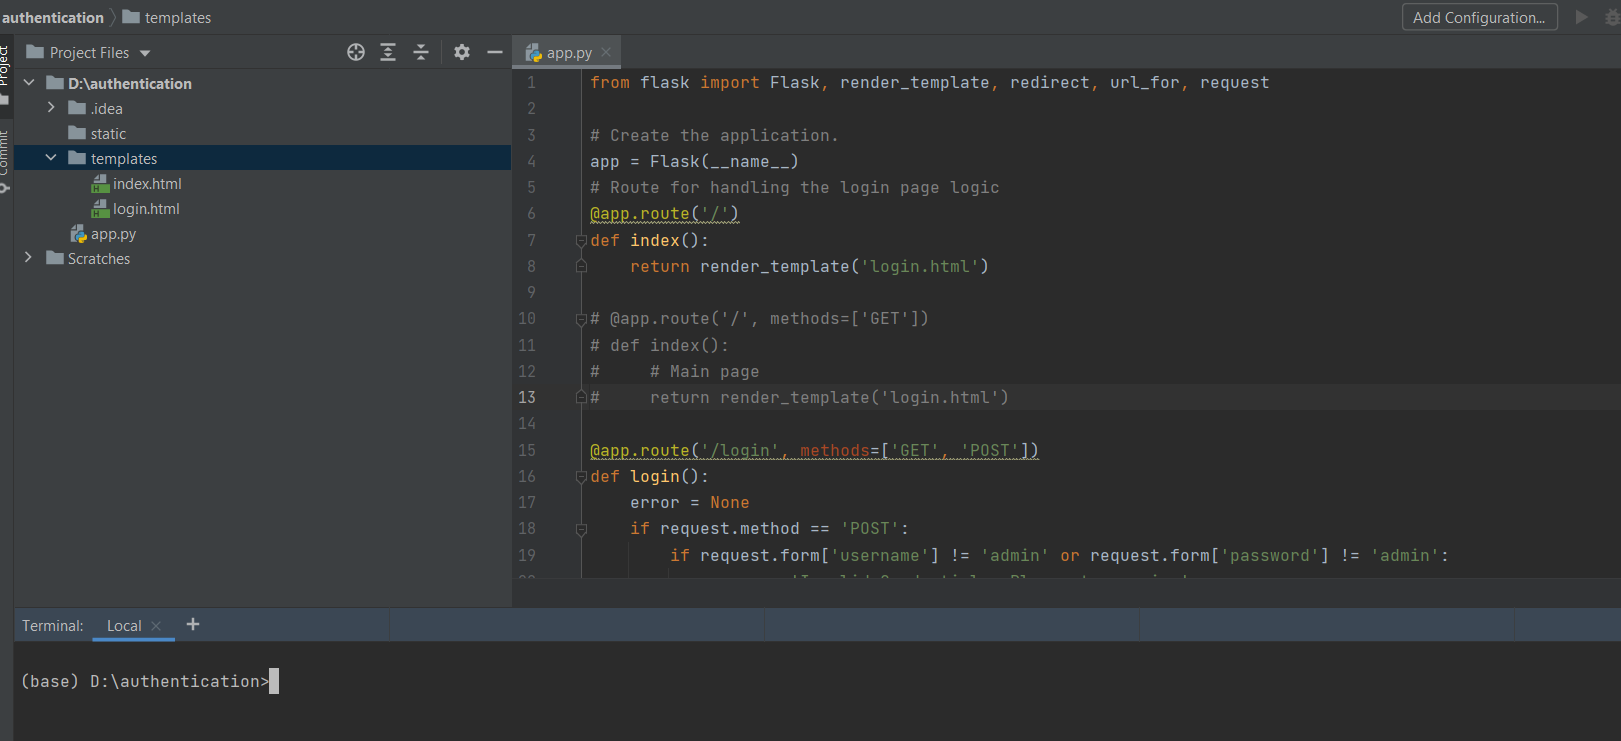 authentication templates
Add Configuration...
Project
Commit
Project Files
D:\authentication
.idea
static
templates
index.html
login.html
app.py
Scratches
app.py
1 from flask import Flask, render_template, redirect, url_for, request
2
3 # Create the application.
4 app = Flask(__name__)
5 # Route for handling the login page logic
6 @app.route('/')
7 def index():
8     return render_template('login.html')
9
10 # @app.route('/', methods=['GET'])
11 # def index():
12 #     # Main page
13 #     return render_template('login.html')
14
15 @app.route('/login', methods=['GET', 'POST'])
16 def login():
17     error = None
18     if request.method == 'POST':
19         if request.form['username'] != 'admin' or request.form['password'] != 'admin':
Terminal: Local
(base) D:\authentication>